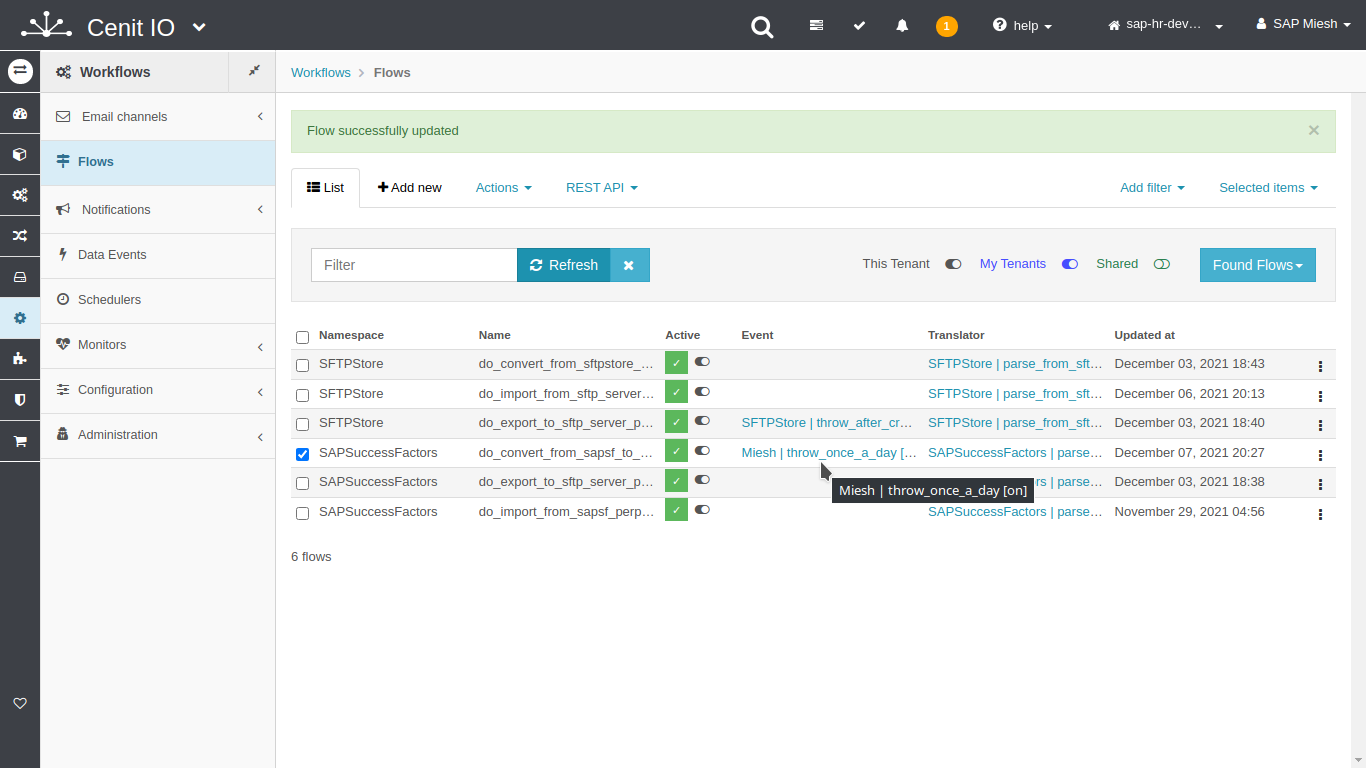 Cenit IO
1
help
sap-hr-dev…
SAP Miesh
Workflows
Workflows
Flows
Email channels
Flows
Notifications
Data Events
Schedulers
Monitors
Configuration
Administration
Flow successfully updated
×
List
Add new
Actions
REST API
Add filter
Selected items
Filter
Refresh
This Tenant
My Tenants
Shared
Found Flows
Namespace Name Active Event Translator Updated at
SFTPStore do_convert_from_sftpstore_… ✓ SFTPStore | parse_from_sft… December 03, 2021 18:43
SFTPStore do_import_from_sftp_server… ✓ SFTPStore | parse_from_sft… December 06, 2021 20:13
SFTPStore do_export_to_sftp_server_p… ✓ SFTPStore | throw_after_cr… SFTPStore | parse_from_sft… December 03, 2021 18:40
SAPSuccessFactors do_convert_from_sapsf_to_… ✓ Miesh | throw_once_a_day [… SAPSuccessFactors | parse… December 07, 2021 20:27
SAPSuccessFactors do_export_to_sftp_server_p… ✓ rs | parse… December 03, 2021 18:38
Miesh | throw_once_a_day [on]
SAPSuccessFactors do_import_from_sapsf_perp… ✓ SAPSuccessFactors | parse… November 29, 2021 04:56
6 flows